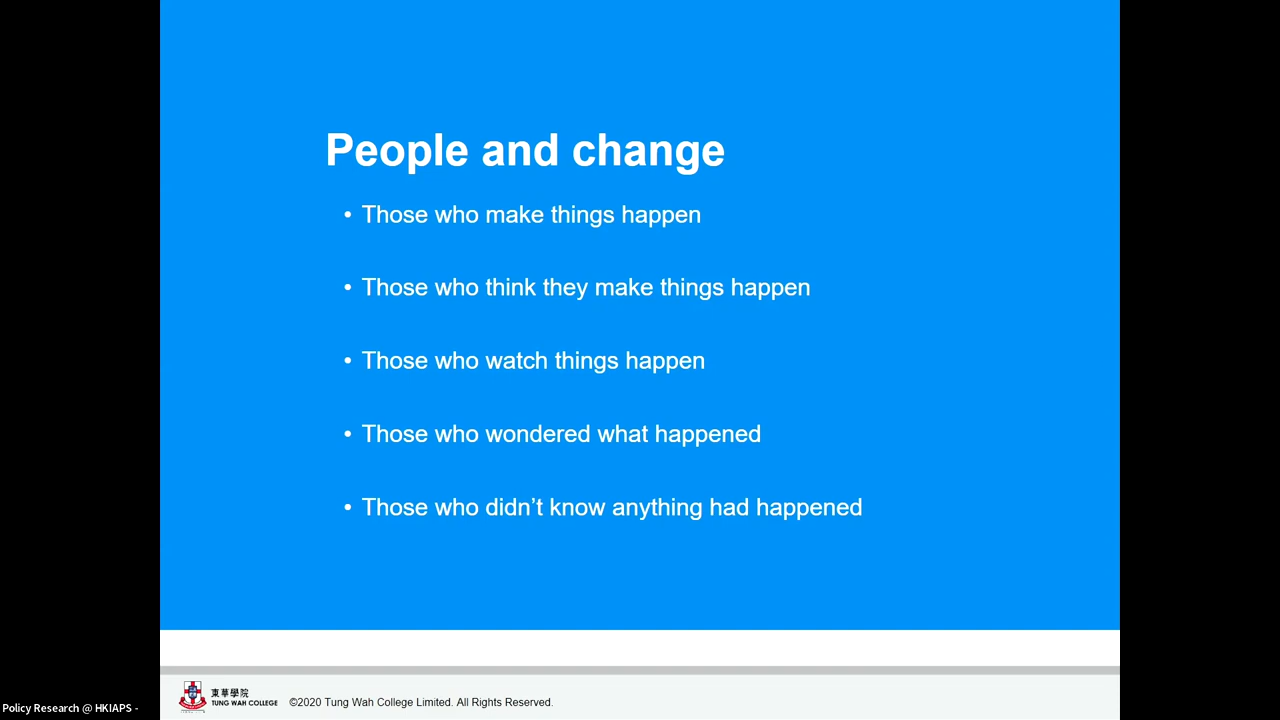 People and change
• Those who make things happen
• Those who think they make things happen
• Those who watch things happen
• Those who wondered what happened
• Those who didn’t know anything had happened
東華學院
TUNG WAH COLLEGE
©2020 Tung Wah College Limited. All Rights Reserved.
Policy Research @ HKIAPS -